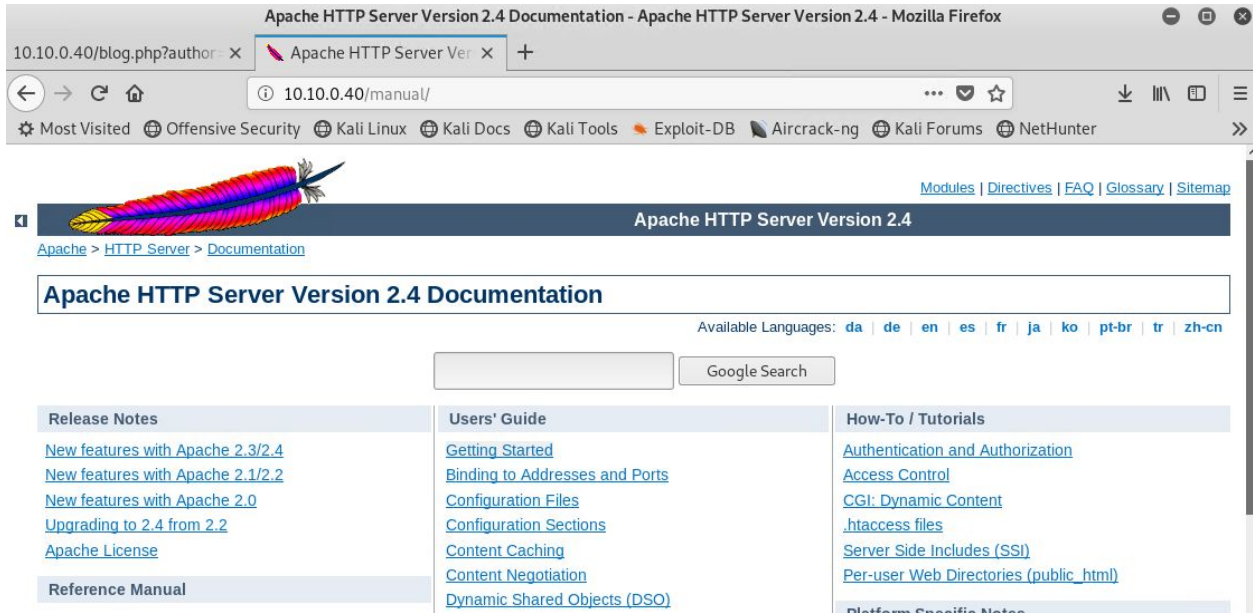 Apache HTTP Server Version 2.4 Documentation - Apache HTTP Server Version 2.4 - Mozilla Firefox
10.10.0.40/blog.php?author=
Apache HTTP Server Ver
10.10.0.40/manual/
Most Visited Offensive Security Kali Linux Kali Docs Kali Tools Exploit-DB Aircrack-ng Kali Forums NetHunter
Modules | Directives | FAQ | Glossary | Sitemap
Apache HTTP Server Version 2.4
Apache > HTTP Server > Documentation
Apache HTTP Server Version 2.4 Documentation
Available Languages: da | de | en | es | fr | ja | ko | pt-br | tr | zh-cn
Google Search
Release Notes
New features with Apache 2.3/2.4
New features with Apache 2.1/2.2
New features with Apache 2.0
Upgrading to 2.4 from 2.2
Apache License
Reference Manual
Users' Guide
Getting Started
Binding to Addresses and Ports
Configuration Files
Configuration Sections
Content Caching
Content Negotiation
Dynamic Shared Objects (DSO)
How-To / Tutorials
Authentication and Authorization
Access Control
CGI: Dynamic Content
.htaccess files
Server Side Includes (SSI)
Per-user Web Directories (public_html)
Platform Specific Notes